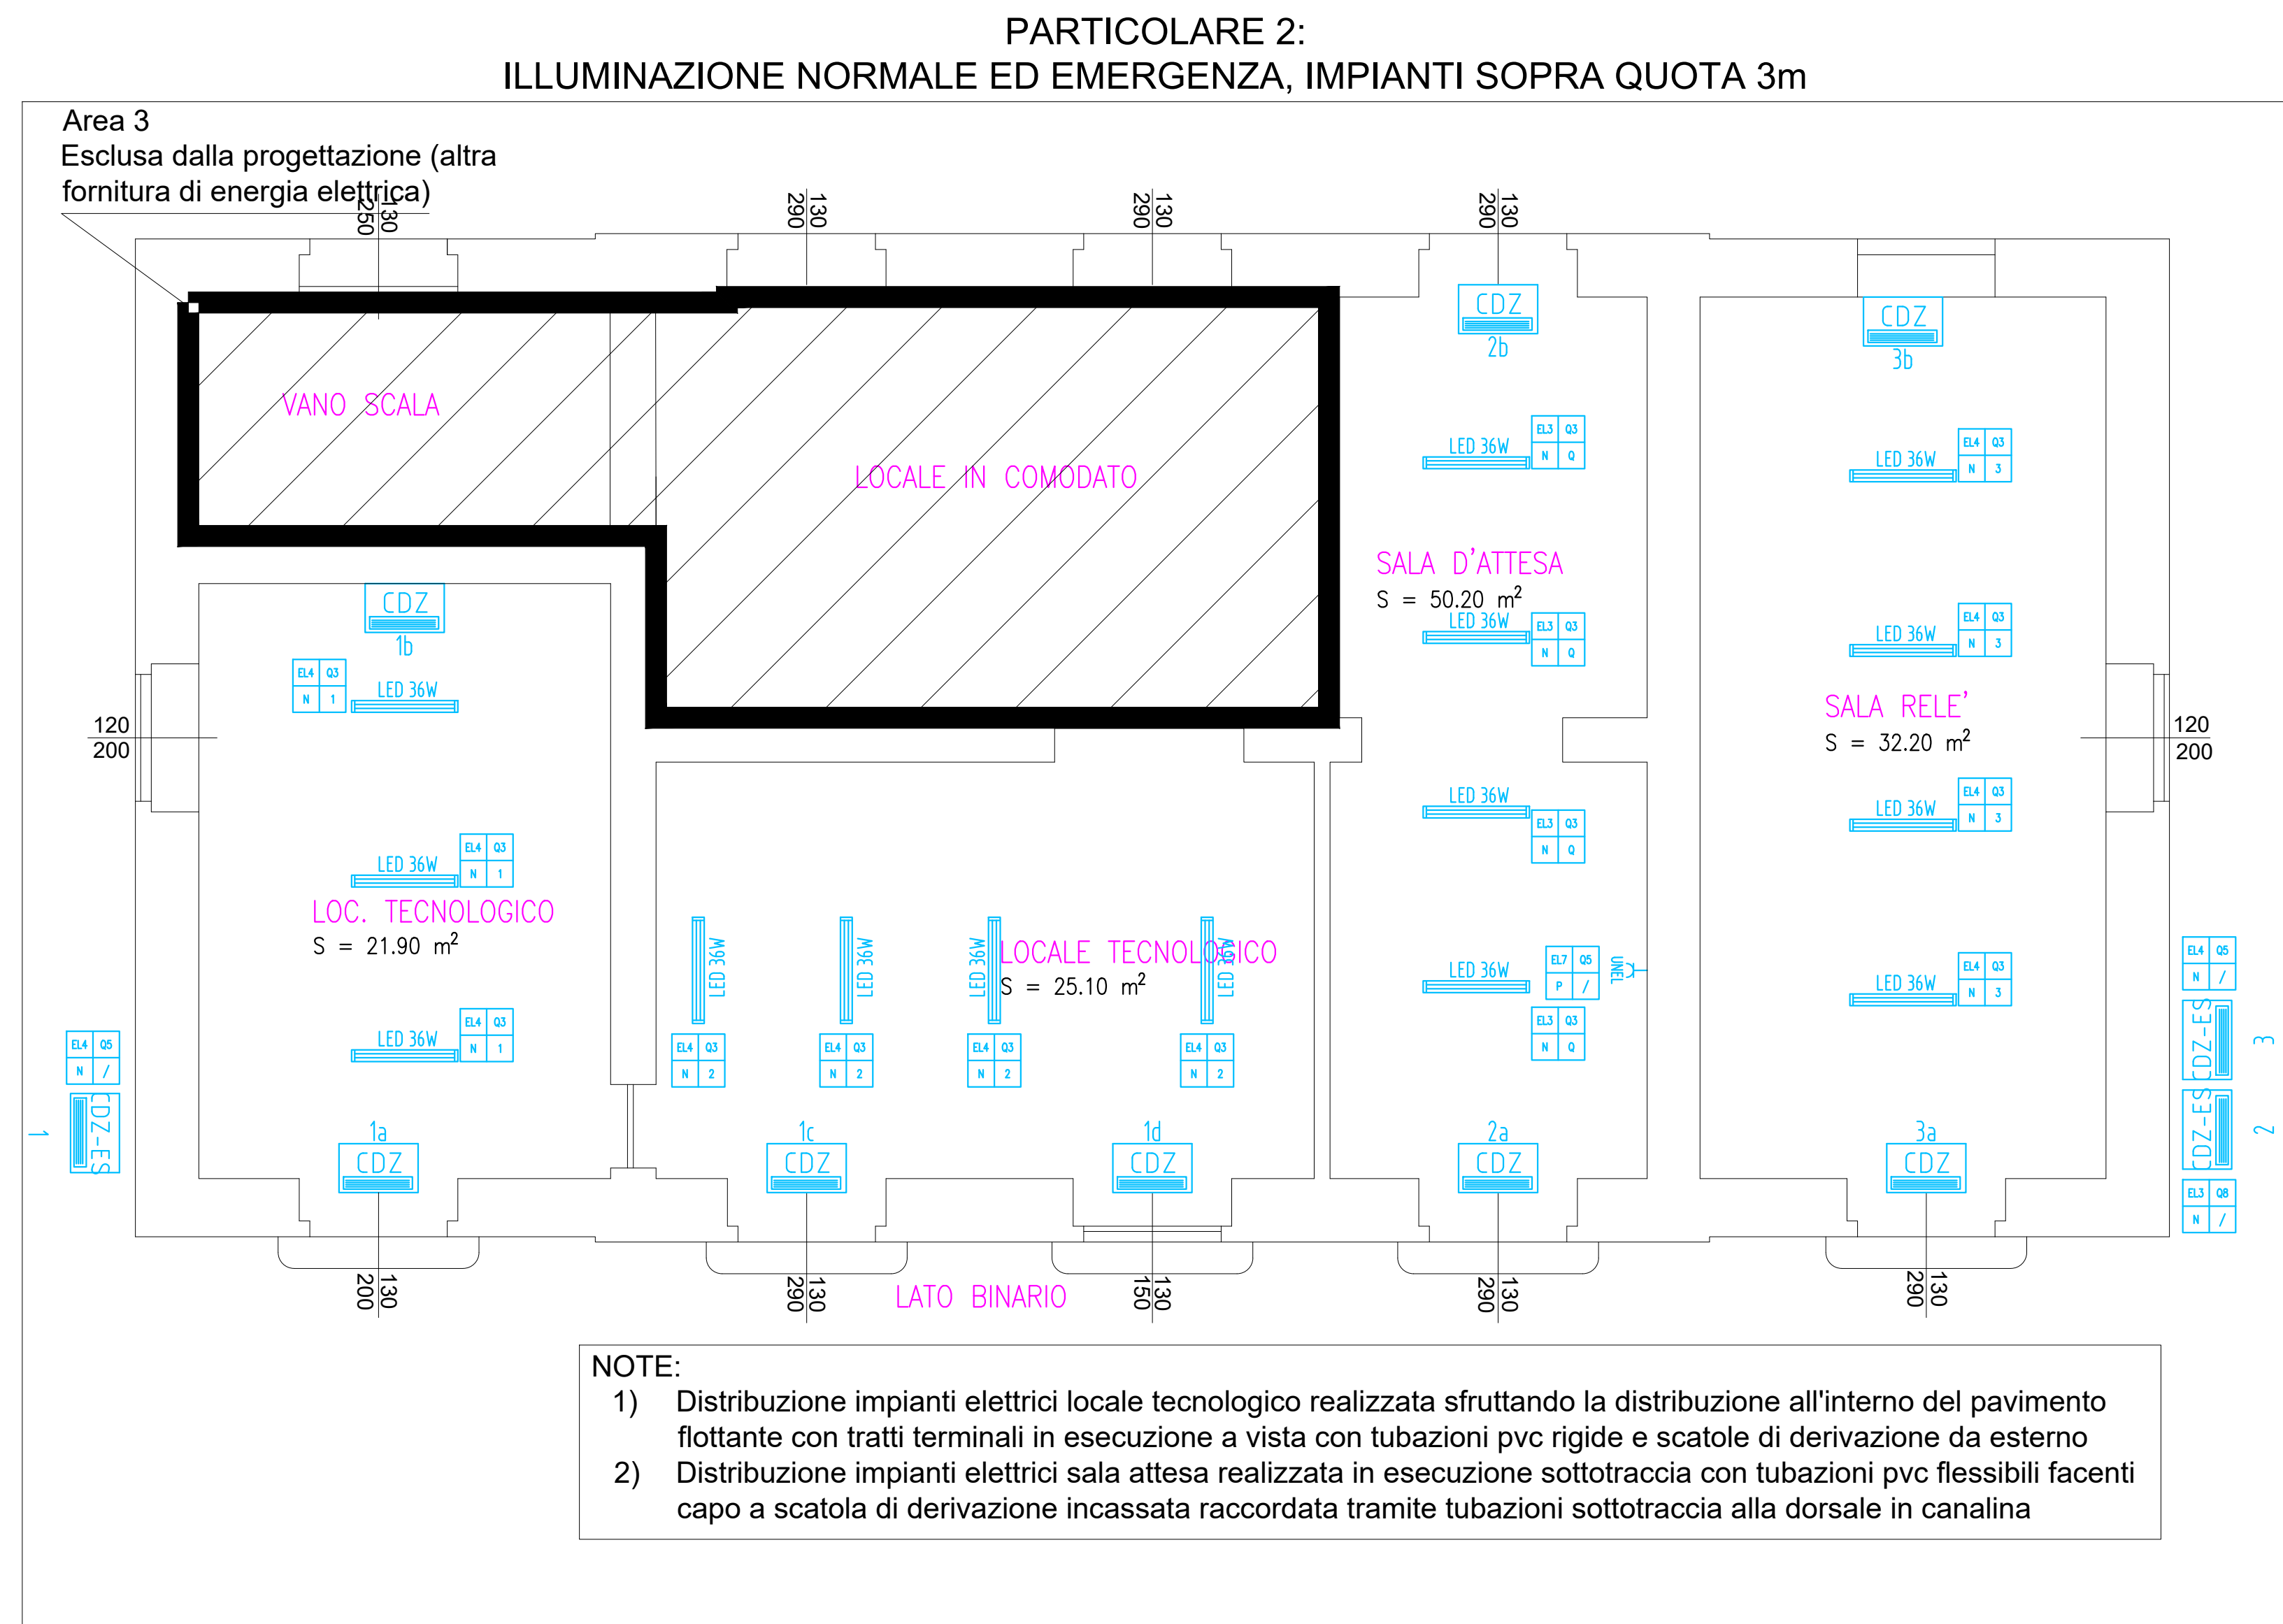 PARTICOLARE 2:
ILLUMINAZIONE NORMALE ED EMERGENZA, IMPIANTI SOPRA QUOTA 3m
Area 3
Esclusa dalla progettazione (altra
fornitura di energia elettrica)
130
250
130
290
130
290
130
290
CDZ
2b
CDZ
3b
VANO SCALA
LOCALE IN COMODATO
LED 36W
EL3 Q3
N Q
LED 36W
EL4 Q3
N 3
SALA D'ATTESA
S = 50.20 m²
LED 36W
EL3 Q3
N Q
LED 36W
EL4 Q3
N 3
CDZ
1b
EL4 Q3
N 1
LED 36W
SALA RELE'
S = 32.20 m²
120
200
120
200
LED 36W
EL3 Q3
N Q
LED 36W
EL4 Q3
N 3
LED 36W
EL4 Q3
N 1
LOC. TECNOLOGICO
S = 21.90 m²
LED 36W
LED 36W
LED 36W
LED 36W
LOCALE TECNOLOGICO
S = 25.10 m²
LED 36W
EL7 Q5
P /
UNEL
EL3 Q3
N Q
LED 36W
EL4 Q3
N 3
EL4 Q5
N /
CDZ-ES
3
CDZ-ES
2
EL3 Q8
N /
LED 36W
EL4 Q3
N 1
EL4 Q3
N 2
EL4 Q3
N 2
EL4 Q3
N 2
EL4 Q3
N 2
EL4 Q5
N /
CDZ-ES
1
1a
CDZ
1c
CDZ
1d
CDZ
2a
CDZ
3a
CDZ
130
200
130
290
LATO BINARIO
130
150
130
290
130
290
NOTE:
1) Distribuzione impianti elettrici locale tecnologico realizzata sfruttando la distribuzione all'interno del pavimento
flottante con tratti terminali in esecuzione a vista con tubazioni pvc rigide e scatole di derivazione da esterno
2) Distribuzione impianti elettrici sala attesa realizzata in esecuzione sottotraccia con tubazioni pvc flessibili facenti
capo a scatola di derivazione incassata raccordata tramite tubazioni sottotraccia alla dorsale in canalina